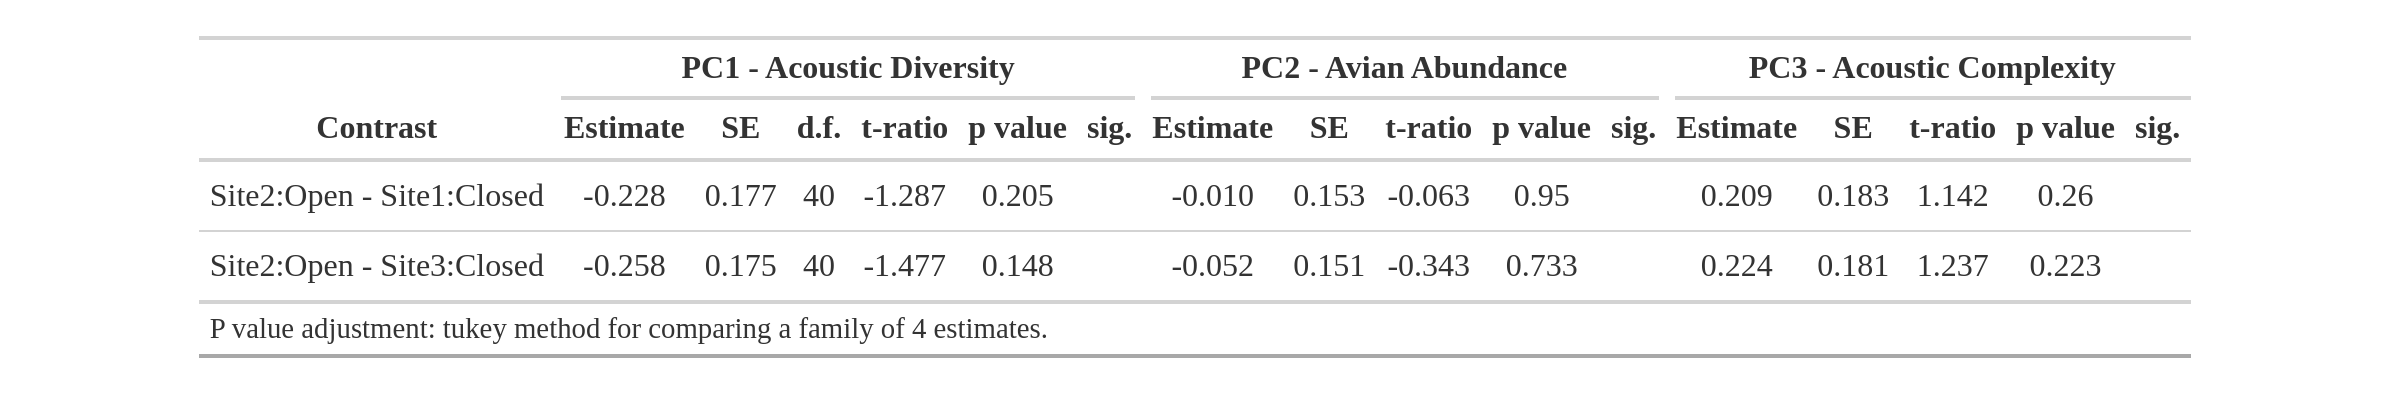 PC1 - Acoustic Diversity PC2 - Avian Abundance PC3 - Acoustic Complexity
Contrast Estimate SE d.f. t-ratio p value sig. Estimate SE t-ratio p value sig. Estimate SE t-ratio p value sig.
Site2:Open - Site1:Closed -0.228 0.177 40 -1.287 0.205 -0.010 0.153 -0.063 0.95 0.209 0.183 1.142 0.26
Site2:Open - Site3:Closed -0.258 0.175 40 -1.477 0.148 -0.052 0.151 -0.343 0.733 0.224 0.181 1.237 0.223
P value adjustment: tukey method for comparing a family of 4 estimates.